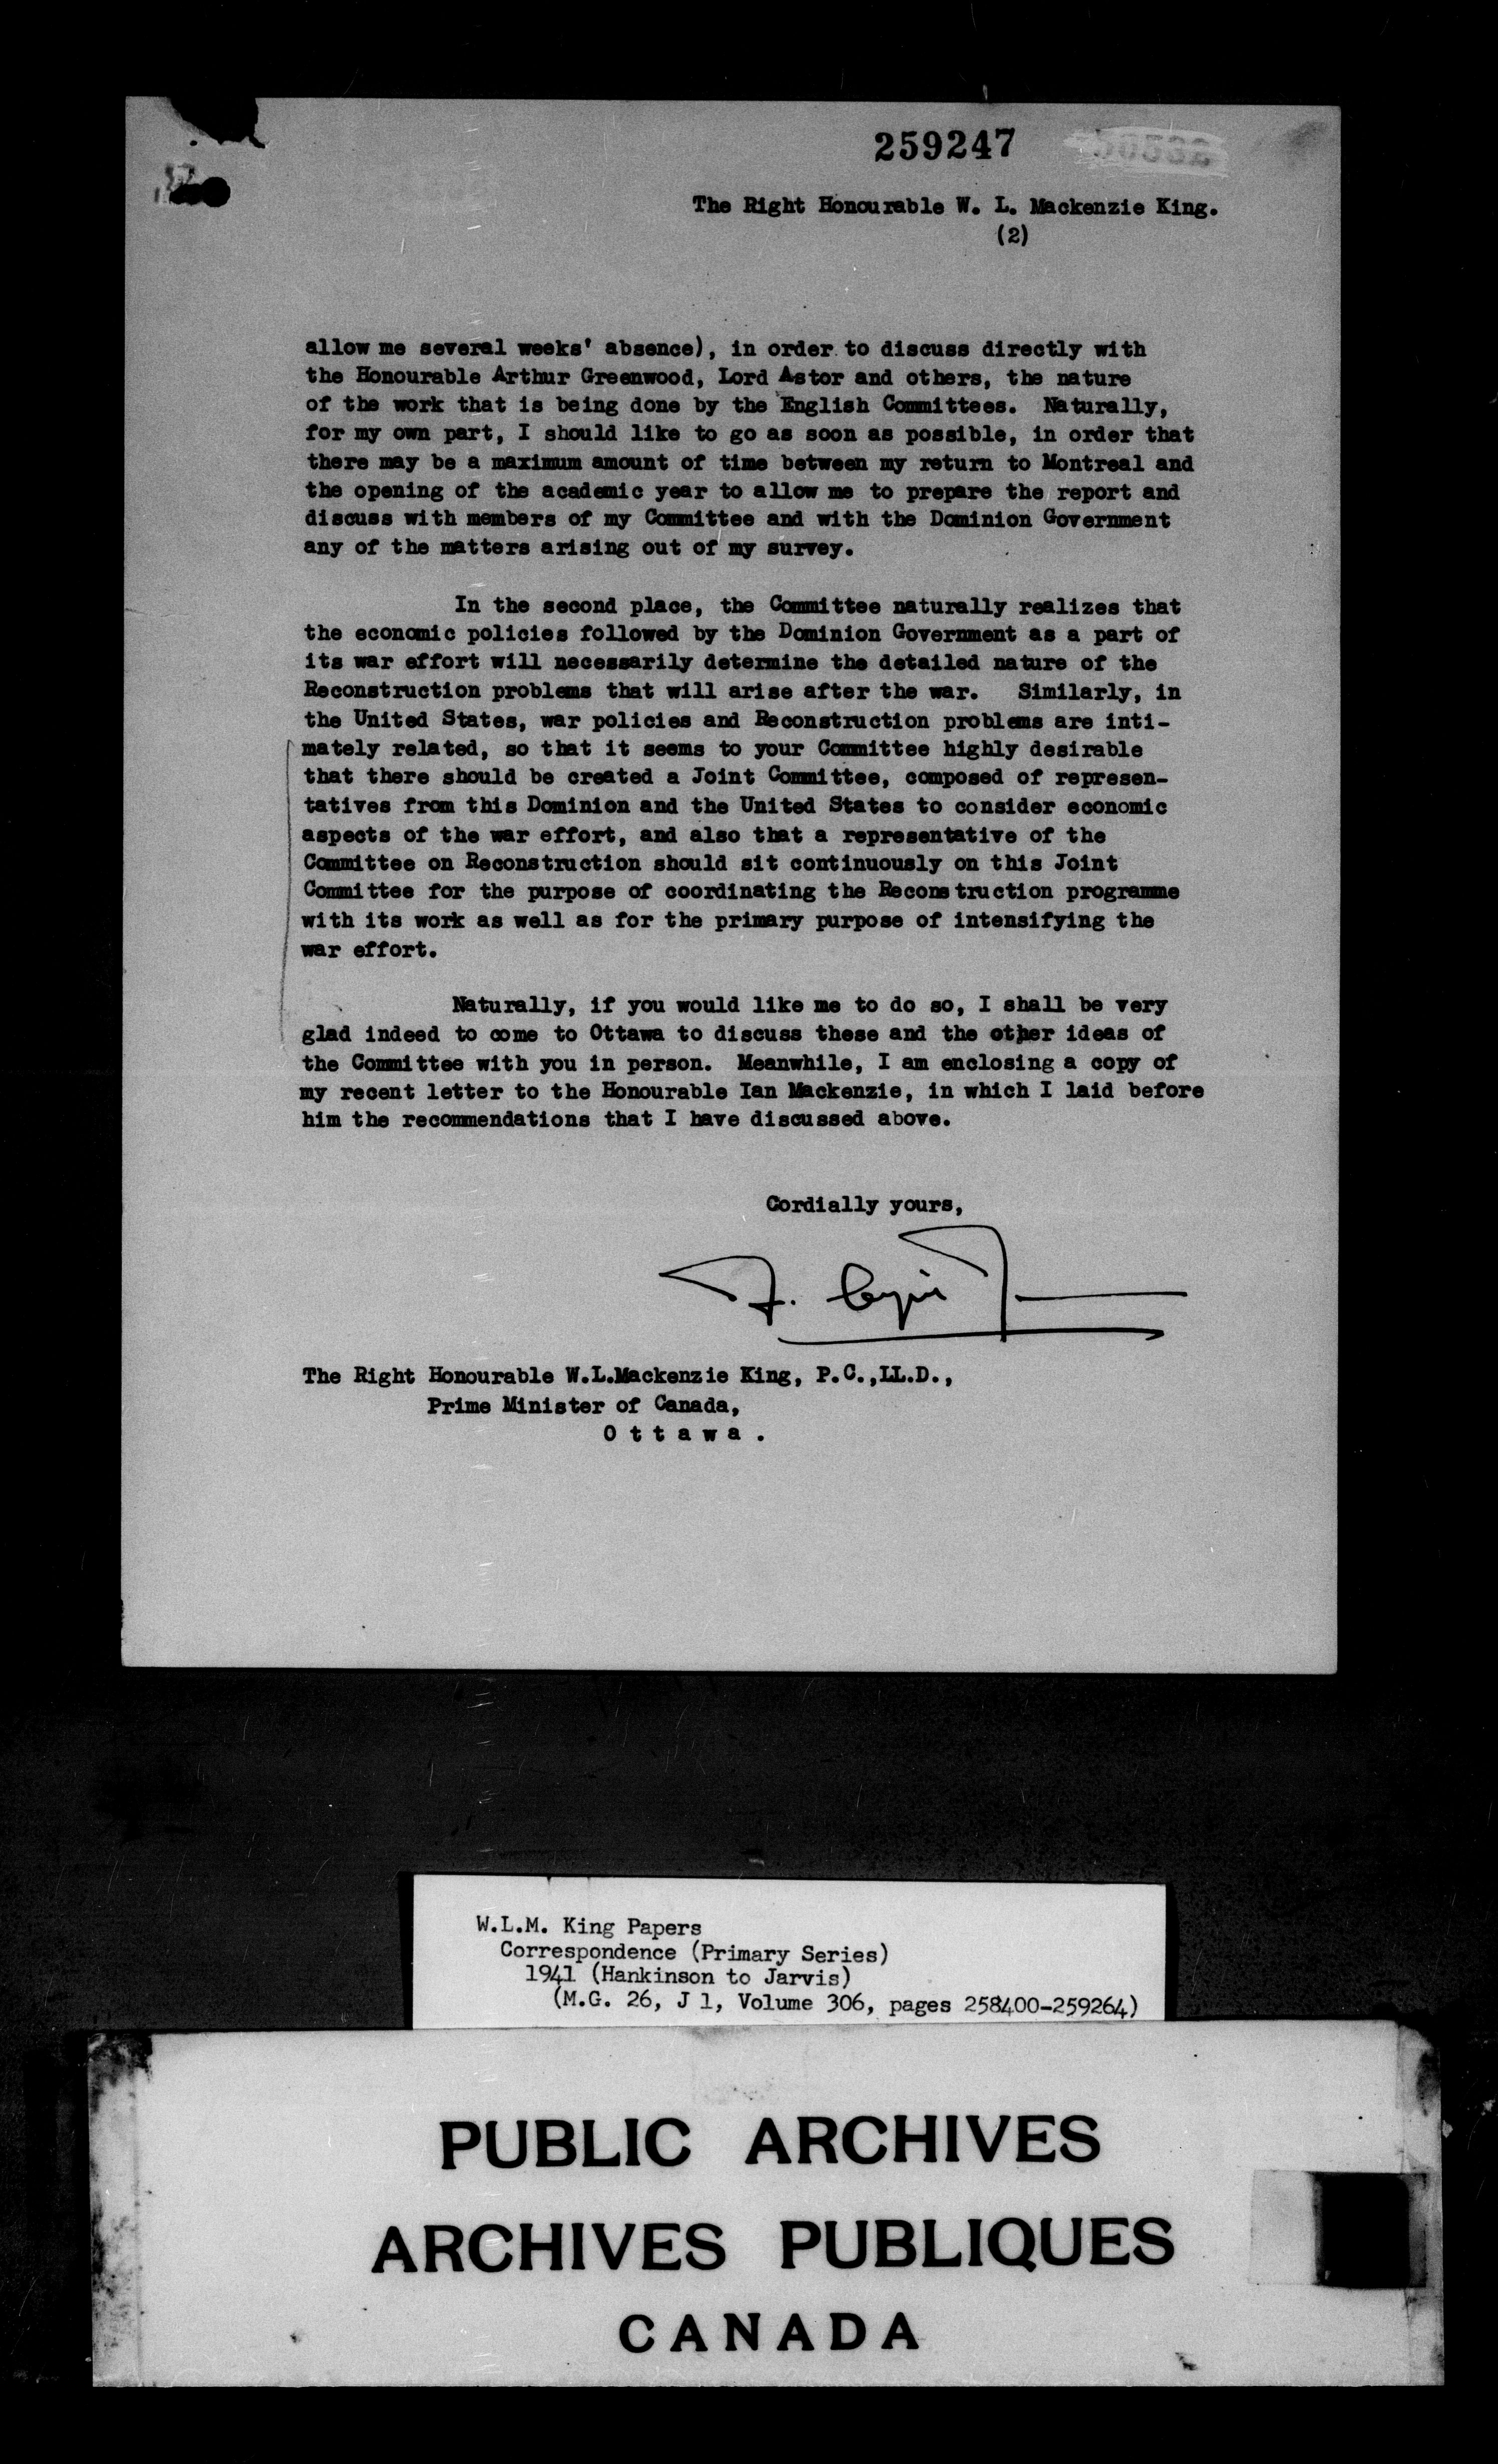 259247
The Right Honourable W. L. Mackenzie King.
(2)
allow me several weeks' absence), in order to discuss directly with
the Honourable Arthur Greenwood, Lord Astor and others, the nature
of the work that is being done by the English Committees. Naturally,
for my own part, I should like to go as soon as possible, in order that
there may be a maximum amount of time between my return to Montreal and
the opening of the academic year to allow me to prepare the report and
discuss with members of my Committee and with the Dominion Government
any of the matters arising out of my survey.
In the second place, the Committee naturally realizes that
the economic policies followed by the Dominion Government as a part of
its war effort will necessarily determine the detailed nature of the
Reconstruction problems that will arise after the war. Similarly, in
the United States, war policies and Reconstruction problems are inti-
mately related, so that it seems to your Committee highly desirable
that there should be created a Joint Committee, composed of represen-
tatives from this Dominion and the United States to consider economic
aspects of the war effort, and also that a representative of the
Committee on Reconstruction should sit continuously on this Joint
Committee for the purpose of coordinating the Reconstruction programme
with its work as well as for the primary purpose of intensifying the
war effort.
Naturally, if you would like me to do so, I shall be very
glad indeed to come to Ottawa to discuss these and the other ideas of
the Committee with you in person. Meanwhile, I am enclosing a copy of
my recent letter to the Honourable Ian Mackenzie, in which I laid before
him the recommendations that I have discussed above.
Cordially yours,
The Right Honourable W.L.Mackenzie King, P.C.,LL.D.,
Prime Minister of Canada,
O t t a w a .
W.L.M. King Papers
Correspondence (Primary Series)
1941 (Hankinson to Jarvis)
(M.G. 26, J 1, Volume 306, pages 258400-259264)
PUBLIC ARCHIVES
ARCHIVES PUBLIQUES
CANADA